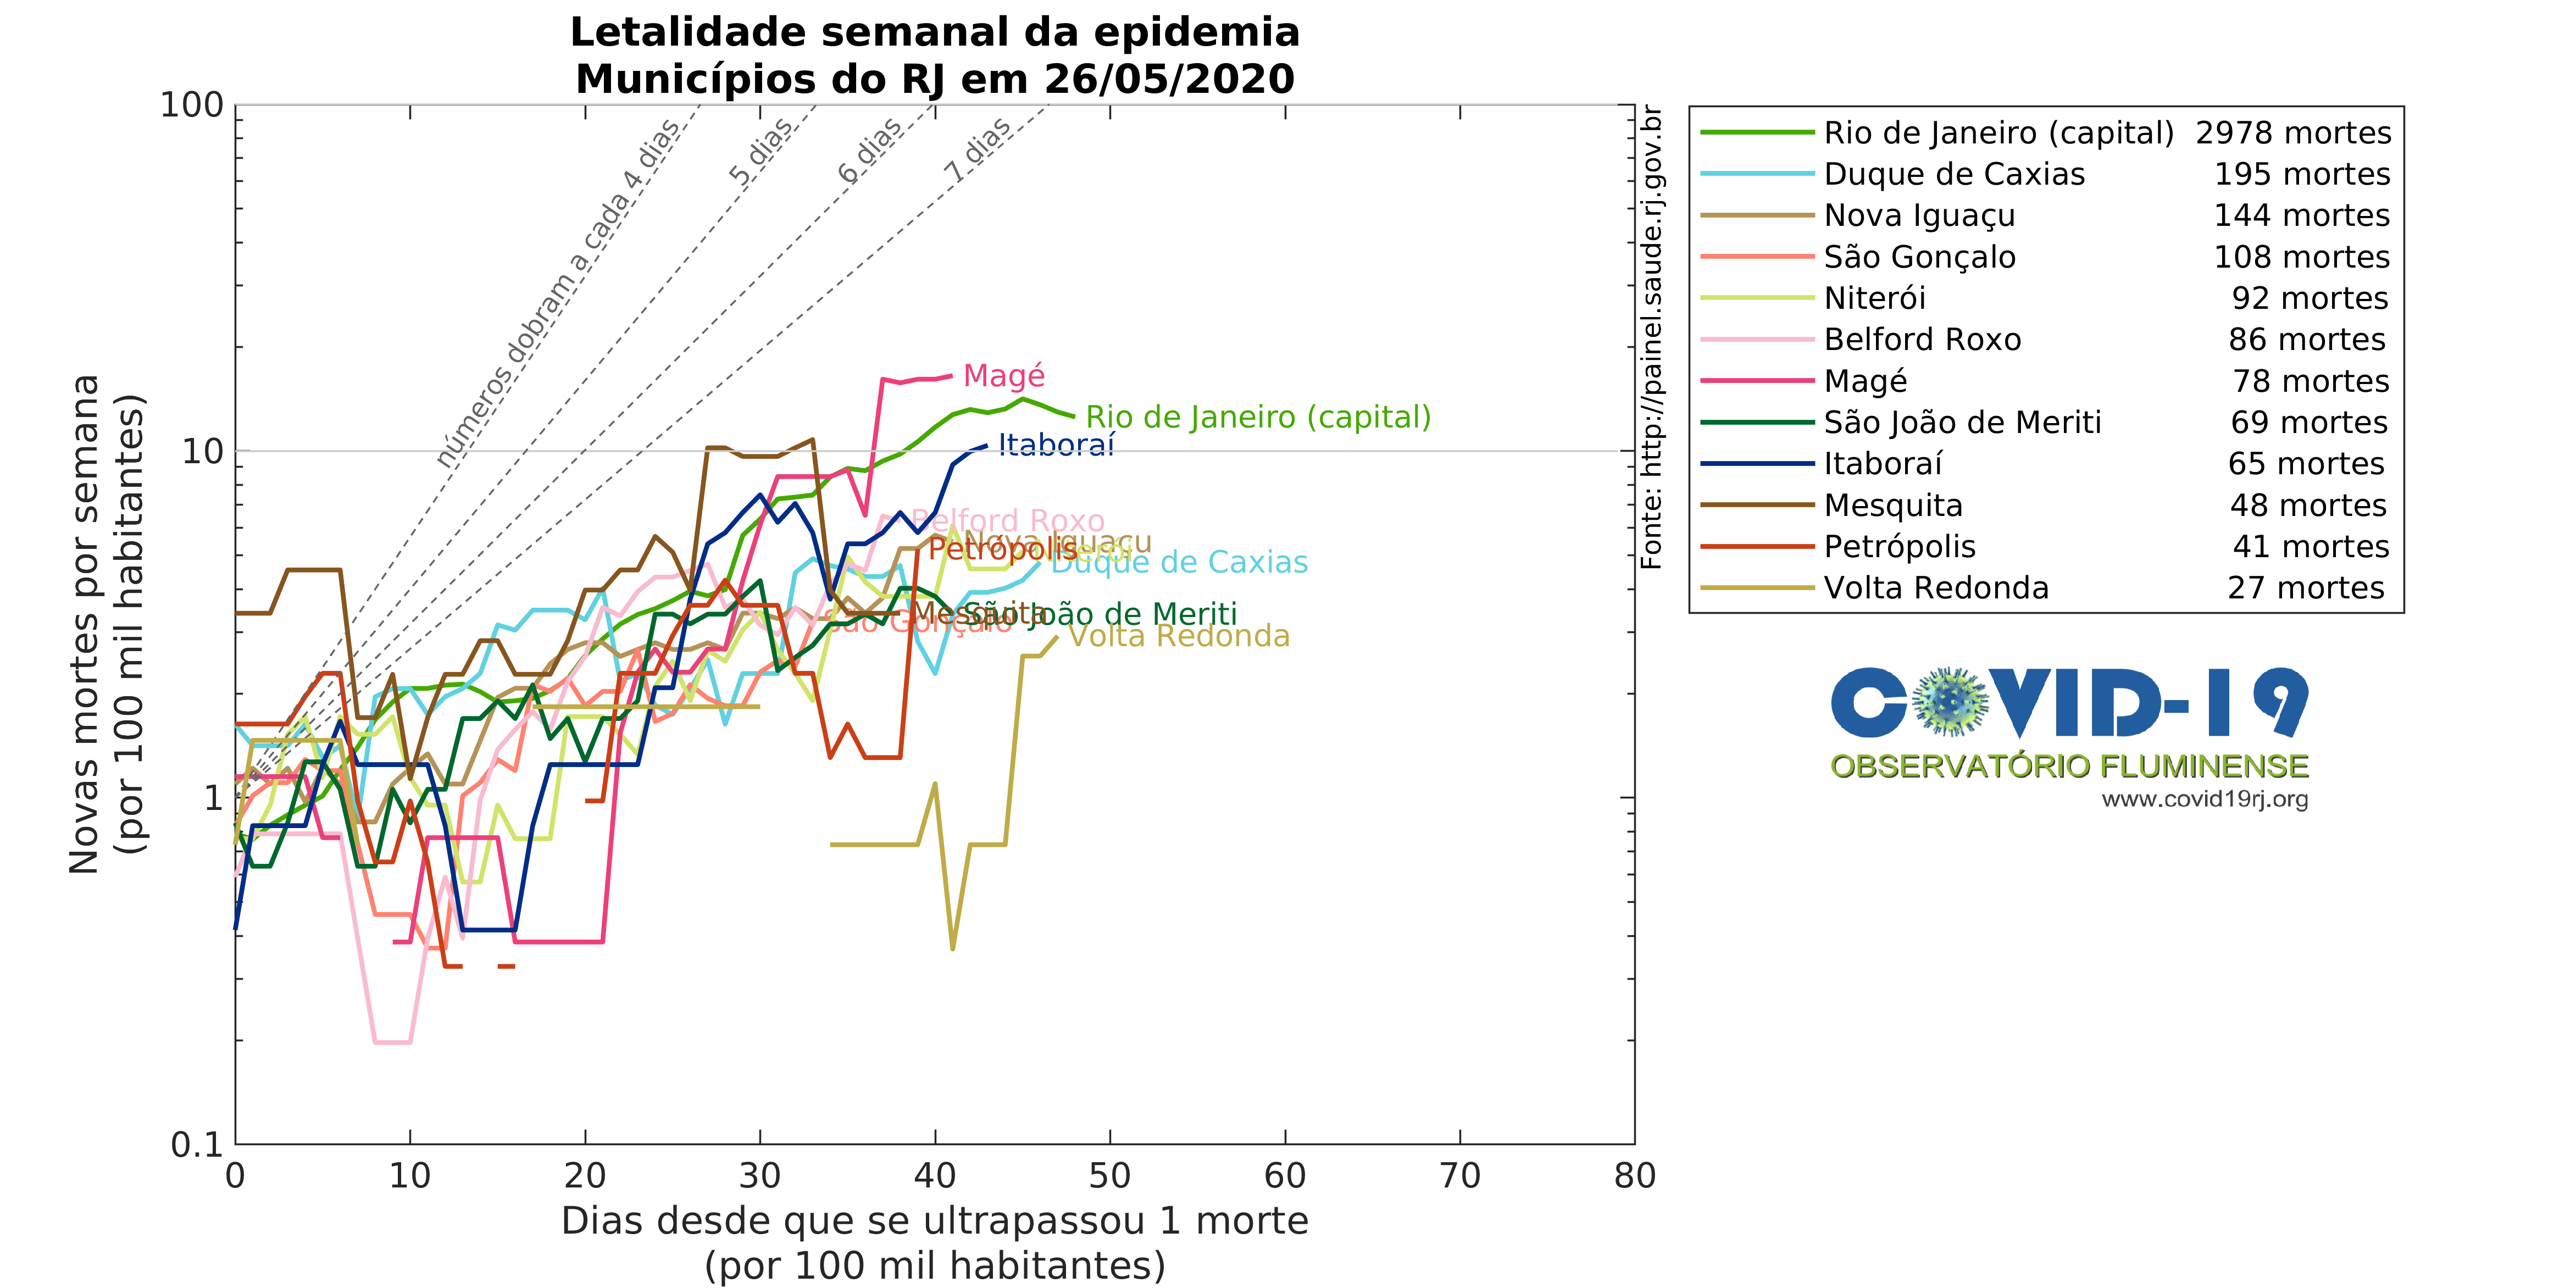 Letalidade semanal da epidemia
Municípios do RJ em 26/05/2020
Novas mortes por semana
(por 100 mil habitantes)
100
10
1
0.1
0 10 20 30 40 50 60 70 80
Dias desde que se ultrapassou 1 morte
(por 100 mil habitantes)
números dobram a cada 4 dias
5 dias
6 dias
7 dias
Magé
Rio de Janeiro (capital)
Itaboraí
Belford Roxo
Nova Iguaçu
Niterói
Petrópolis
Duque de Caxias
Mesquita
São João de Meriti
São Gonçalo
Volta Redonda
Fonte: http://painel.saude.rj.gov.br
Rio de Janeiro (capital) 2978 mortes
Duque de Caxias 195 mortes
Nova Iguaçu 144 mortes
São Gonçalo 108 mortes
Niterói 92 mortes
Belford Roxo 86 mortes
Magé 78 mortes
São João de Meriti 69 mortes
Itaboraí 65 mortes
Mesquita 48 mortes
Petrópolis 41 mortes
Volta Redonda 27 mortes
COVID-19
OBSERVATÓRIO FLUMINENSE
www.covid19rj.org